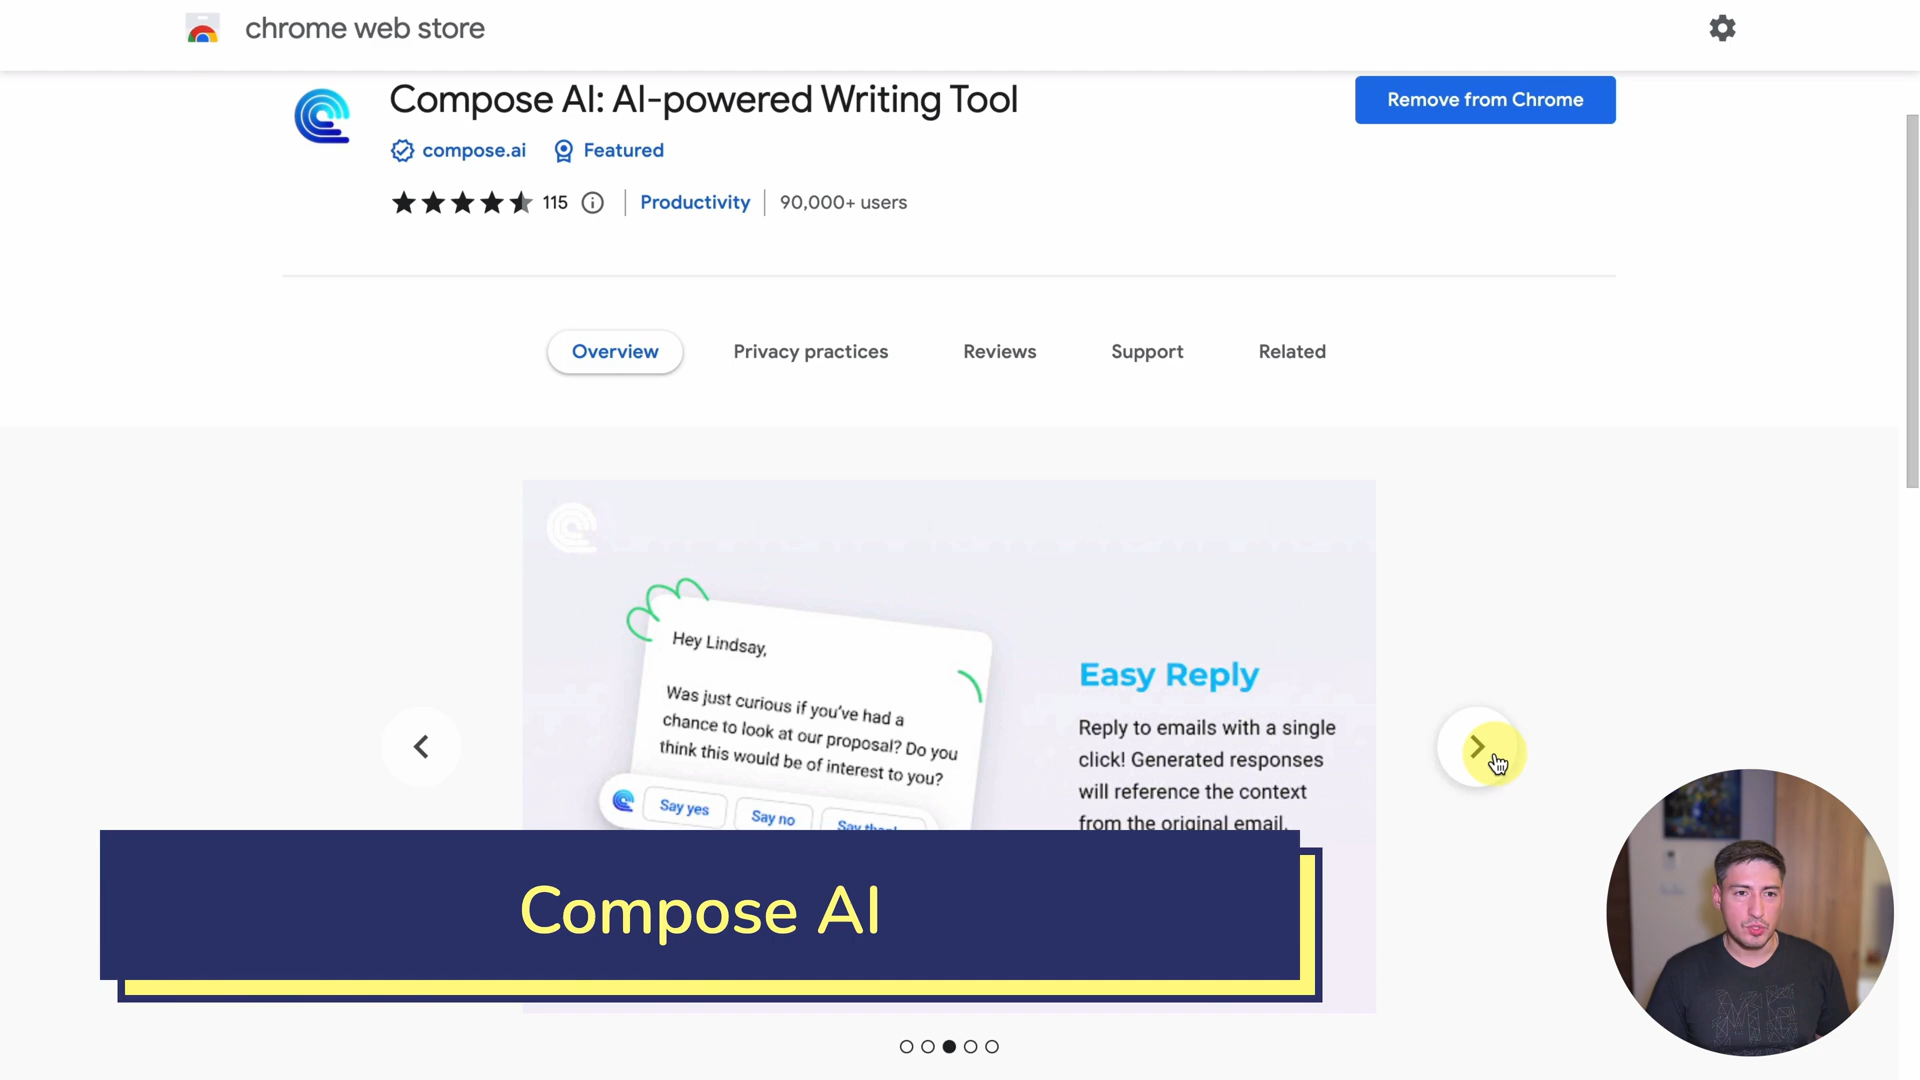 chrome web store
Compose AI: AI-powered Writing Tool
Remove from Chrome
compose.ai Featured
115 Productivity 90,000+ users
Overview Privacy practices Reviews Support Related
Hey Lindsay,
Was just curious if you've had a
chance to look at our proposal? Do you
think this would be of interest to you?
Say yes Say no Say
Easy Reply
Reply to emails with a single
click! Generated responses
will reference the context
from the original email.
Compose AI